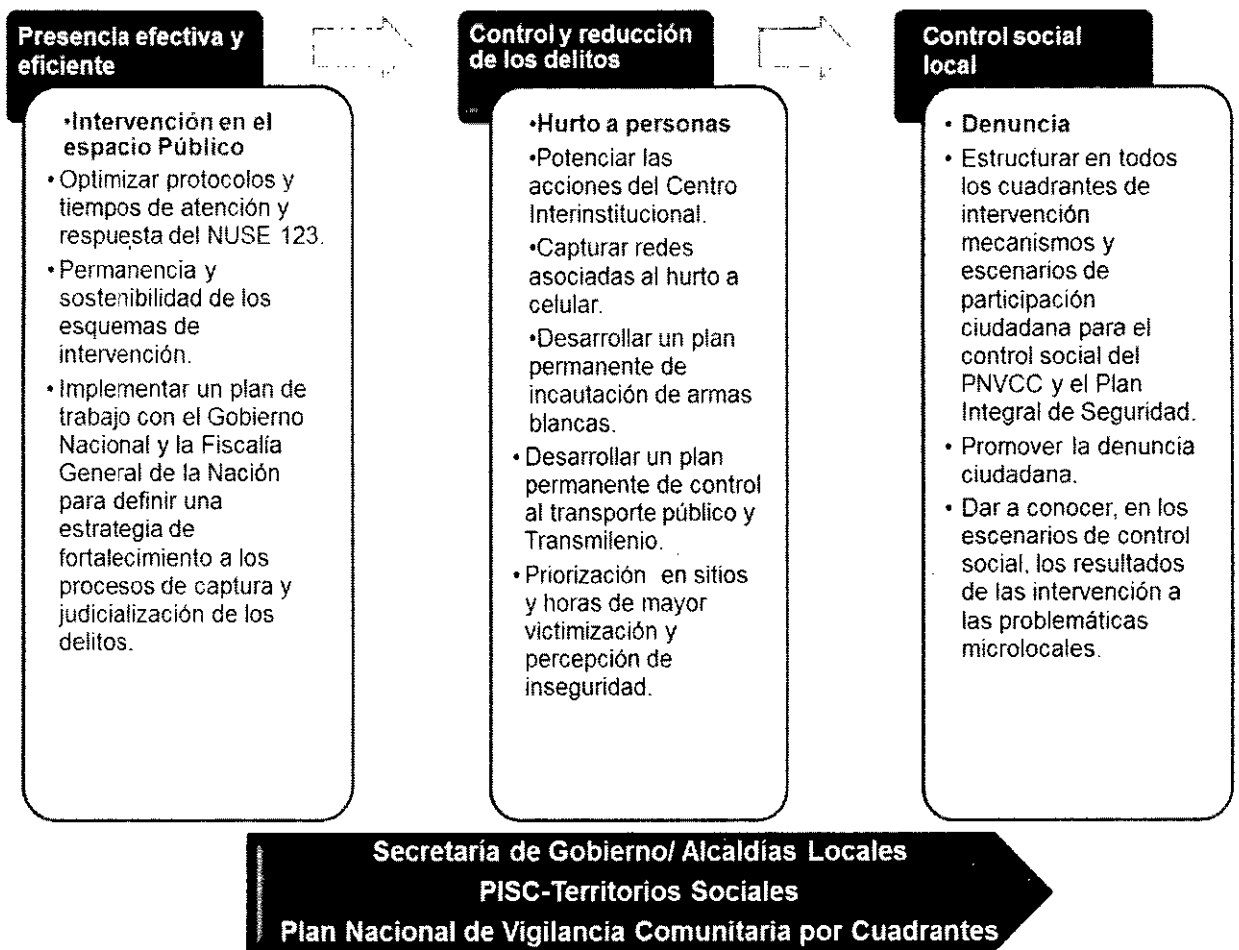 Presencia efectiva y
eficiente
•Intervención en el
espacio Público
• Optimizar protocolos y
tiempos de atención y
respuesta del NUSE 123.
• Permanencia y
sostenibilidad de los
esquemas de
intervención.
• Implementar un plan de
trabajo con el Gobierno
Nacional y la Fiscalía
General de la Nación
para definir una
estrategia de
fortalecimiento a los
procesos de captura y
judicialización de los
delitos.
Control y reducción
de los delitos
•Hurto a personas
•Potenciar las
acciones del Centro
Interinstitucional.
•Capturar redes
asociadas al hurto a
celular.
•Desarrollar un plan
permanente de
incautación de armas
blancas.
• Desarrollar un plan
permanente de control
al transporte público y
Transmilenio.
• Priorización en sitios
y horas de mayor
victimización y
percepción de
inseguridad.
Control social
local
• Denuncia
• Estructurar en todos
los cuadrantes de
intervención
mecanismos y
escenarios de
participación
ciudadana para el
control social del
PNVCC y el Plan
Integral de Seguridad.
• Promover la denuncia
ciudadana.
• Dar a conocer, en los
escenarios de control
social, los resultados
de las intervención a
las problemáticas
microlocales.
Secretaría de Gobierno/ Alcaldías Locales
PISC-Territorios Sociales
Plan Nacional de Vigilancia Comunitaria por Cuadrantes